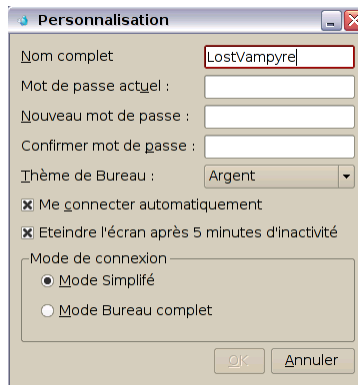 Personnalisation
Nom complet LostVampyre
Mot de passe actuel :
Nouveau mot de passe :
Confirmer mot de passe :
Thème de Bureau : Argent
Me connecter automatiquement
Eteindre l'écran après 5 minutes d'inactivité
Mode de connexion
Mode Simplifé
Mode Bureau complet
OK Annuler